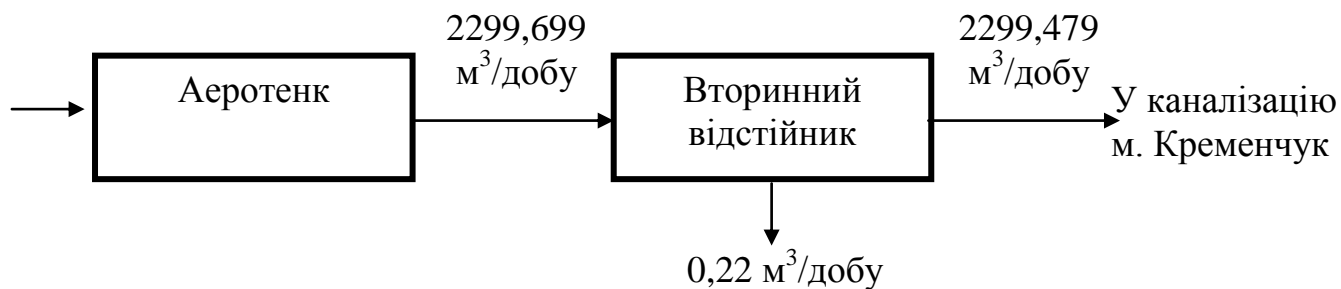 2299,699
м³/добу
2299,479
м³/добу
Аеротенк
Вторинний
відстійник
У каналізацію
м. Кременчук
0,22 м³/добу